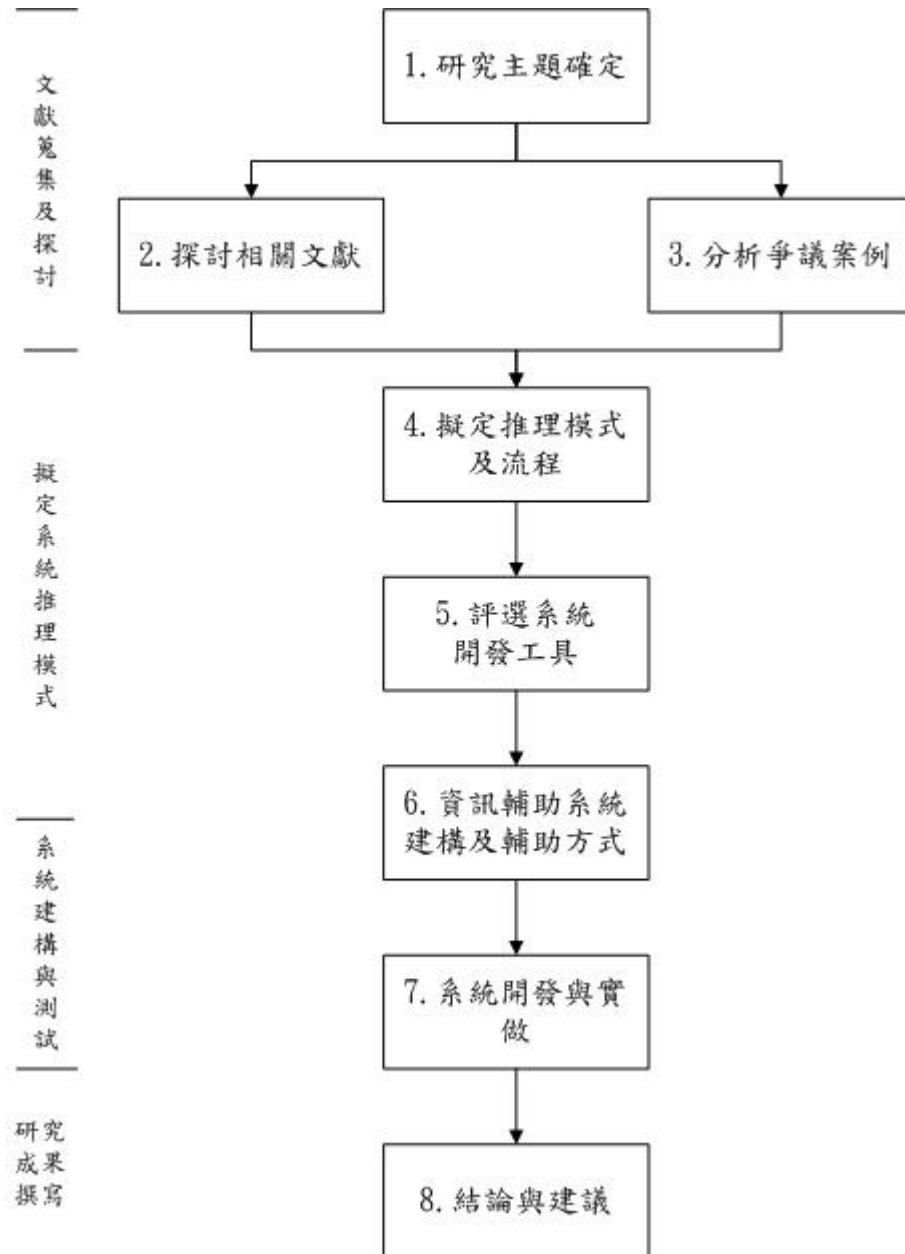 1.研究主題確定
文獻蒐集及探討
2.探討相關文獻
3.分析爭議案例
4.擬定推理模式
及流程
擬定系統推理模式
5.評選系統
開發工具
6.資訊輔助系統
建構及輔助方式
系統建構與測試
7.系統開發與實
做
研究
成果
撰寫
8.結論與建議